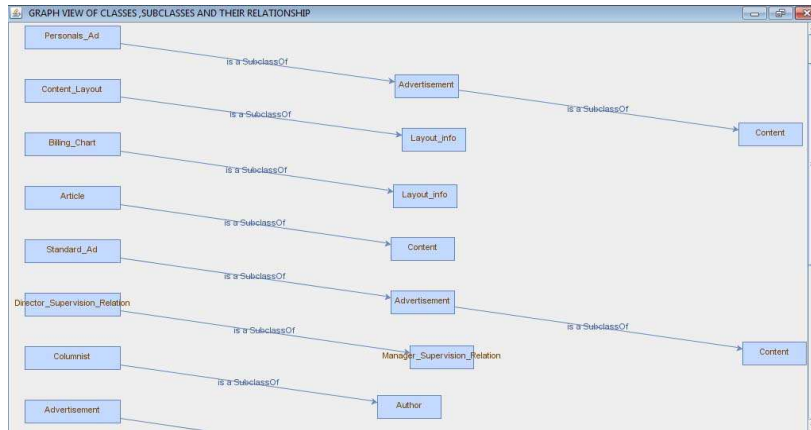 GRAPH VIEW OF CLASSES ,SUBCLASSES AND THEIR RELATIONSHIP
Personals_Ad
is a SubclassOf
Advertisement
is a SubclassOf
Content
Content_Layout
is a SubclassOf
Layout_info
Billing_Chart
is a SubclassOf
Layout_info
Article
is a SubclassOf
Content
Standard_Ad
is a SubclassOf
Advertisement
is a SubclassOf
Content
Director_Supervision_Relation
is a SubclassOf
Manager_Supervision_Relation
Columnist
is a SubclassOf
Author
Advertisement